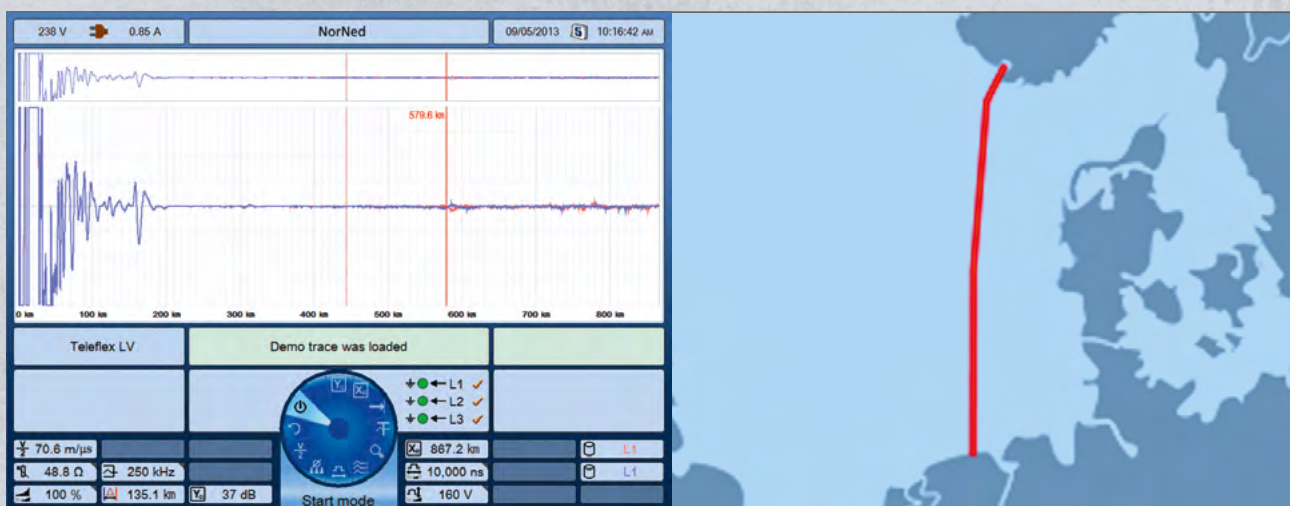 238 V 0.85 A NorNed 09/05/2013 5 10:16:42 AM
579.6 km
0 km 100 km 200 km 300 km 400 km 500 km 600 km 700 km 800 km
Teleflex LV Demo trace was loaded
L1
L2
L3
V/2 70.6 m/µs Xₙ 867.2 km L1
48.8 Ω 250 kHz 10,000 ns L1
100 % 135.1 km 37 dB 160 V
Start mode